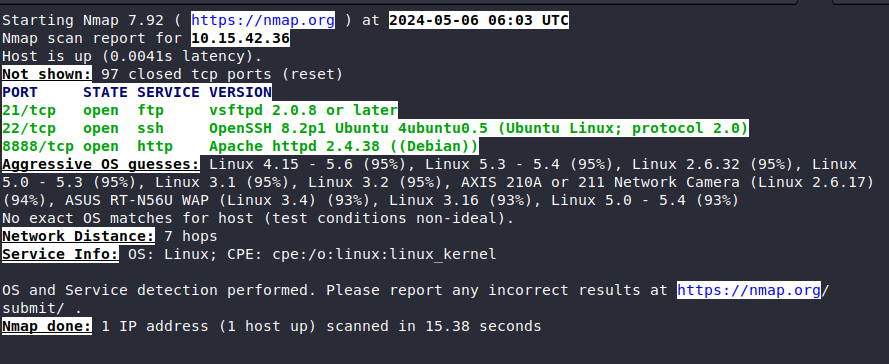 Starting Nmap 7.92 ( https://nmap.org ) at 2024-05-06 06:03 UTC
Nmap scan report for 10.15.42.36
Host is up (0.0041s latency).
Not shown: 97 closed tcp ports (reset)
PORT     STATE SERVICE VERSION
21/tcp   open  ftp     vsftpd 2.0.8 or later
22/tcp   open  ssh     OpenSSH 8.2p1 Ubuntu 4ubuntu0.5 (Ubuntu Linux; protocol 2.0)
8888/tcp open  http    Apache httpd 2.4.38 ((Debian))
Aggressive OS guesses: Linux 4.15 - 5.6 (95%), Linux 5.3 - 5.4 (95%), Linux 2.6.32 (95%), Linux
5.0 - 5.3 (95%), Linux 3.1 (95%), Linux 3.2 (95%), AXIS 210A or 211 Network Camera (Linux 2.6.17)
(94%), ASUS RT-N56U WAP (Linux 3.4) (93%), Linux 3.16 (93%), Linux 5.0 - 5.4 (93%)
No exact OS matches for host (test conditions non-ideal).
Network Distance: 7 hops
Service Info: OS: Linux; CPE: cpe:/o:linux:linux_kernel

OS and Service detection performed. Please report any incorrect results at https://nmap.org/
submit/ .
Nmap done: 1 IP address (1 host up) scanned in 15.38 seconds